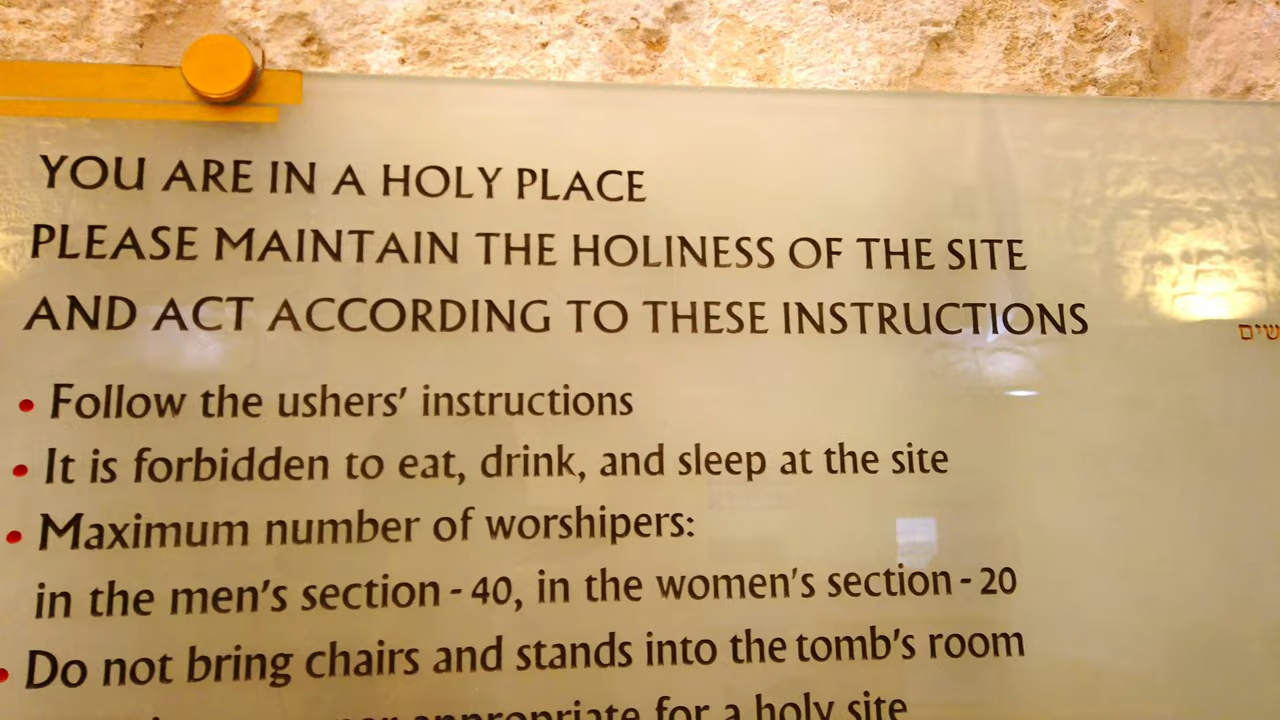 YOU ARE IN A HOLY PLACE
PLEASE MAINTAIN THE HOLINESS OF THE SITE
AND ACT ACCORDING TO THESE INSTRUCTIONS
שים
• Follow the ushers’ instructions
• It is forbidden to eat, drink, and sleep at the site
• Maximum number of worshipers:
in the men’s section - 40, in the women’s section - 20
• Do not bring chairs and stands into the tomb’s room
appropriate for a holy site